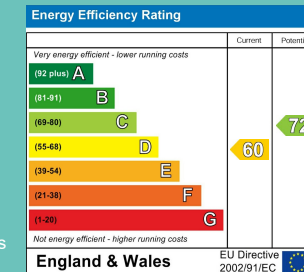 Energy Efficiency Rating
Current Potenti
Very energy efficient - lower running costs
(92 plus) A
(81-91) B
(69-80) C 72
(55-68) D 60
(39-54) E
(21-38) F
(1-20) G
Not energy efficient - higher running costs
s
England & Wales
EU Directive
2002/91/EC